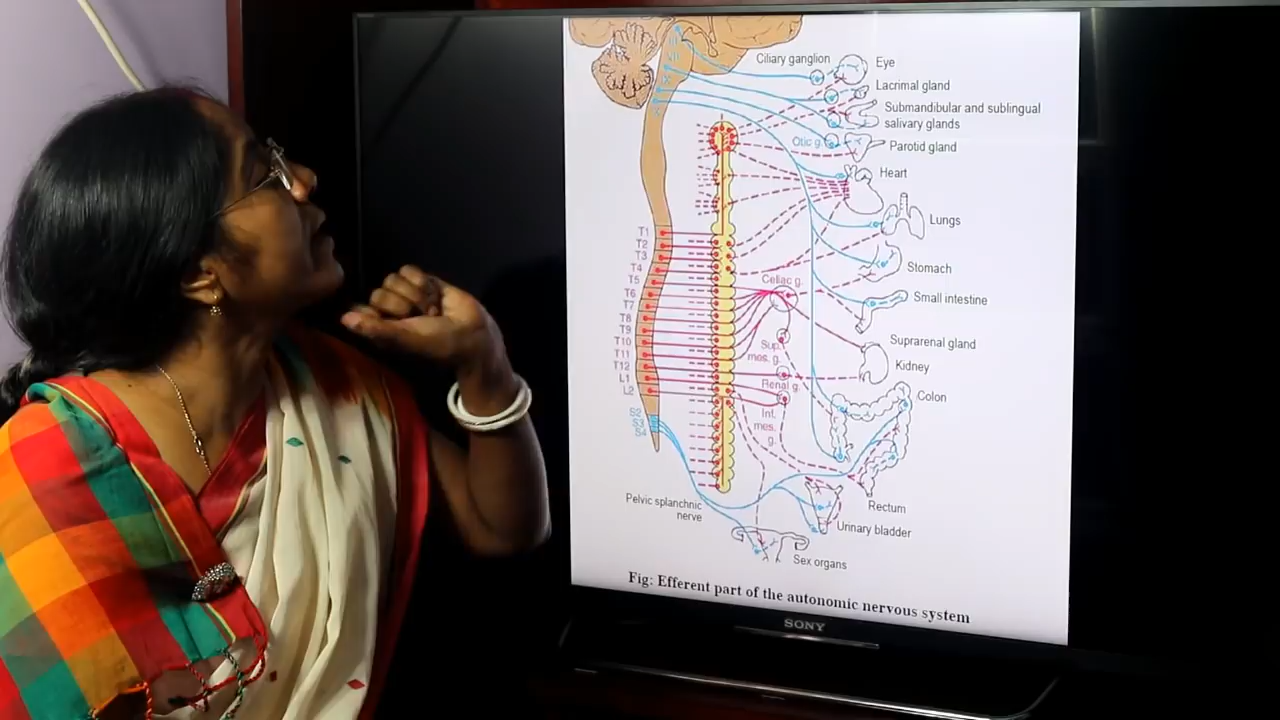 Ciliary ganglion
Eye
Lacrimal gland
Submandibular and sublingual
salivary glands
Otic g.
Parotid gland
Heart
Lungs
Stomach
Small intestine
Suprarenal gland
Kidney
Colon
Rectum
Urinary bladder
Sex organs
T1
T2
T3
T4
T5
T6
T7
T8
T9
T10
T11
T12
L1
L2
S2
S3
S4
Celiac g.
Sup.
mes. g.
Renal g.
Int.
mes.
g.
Pelvic splanchnic
nerve
Fig: Efferent part of the autonomic nervous system
SONY